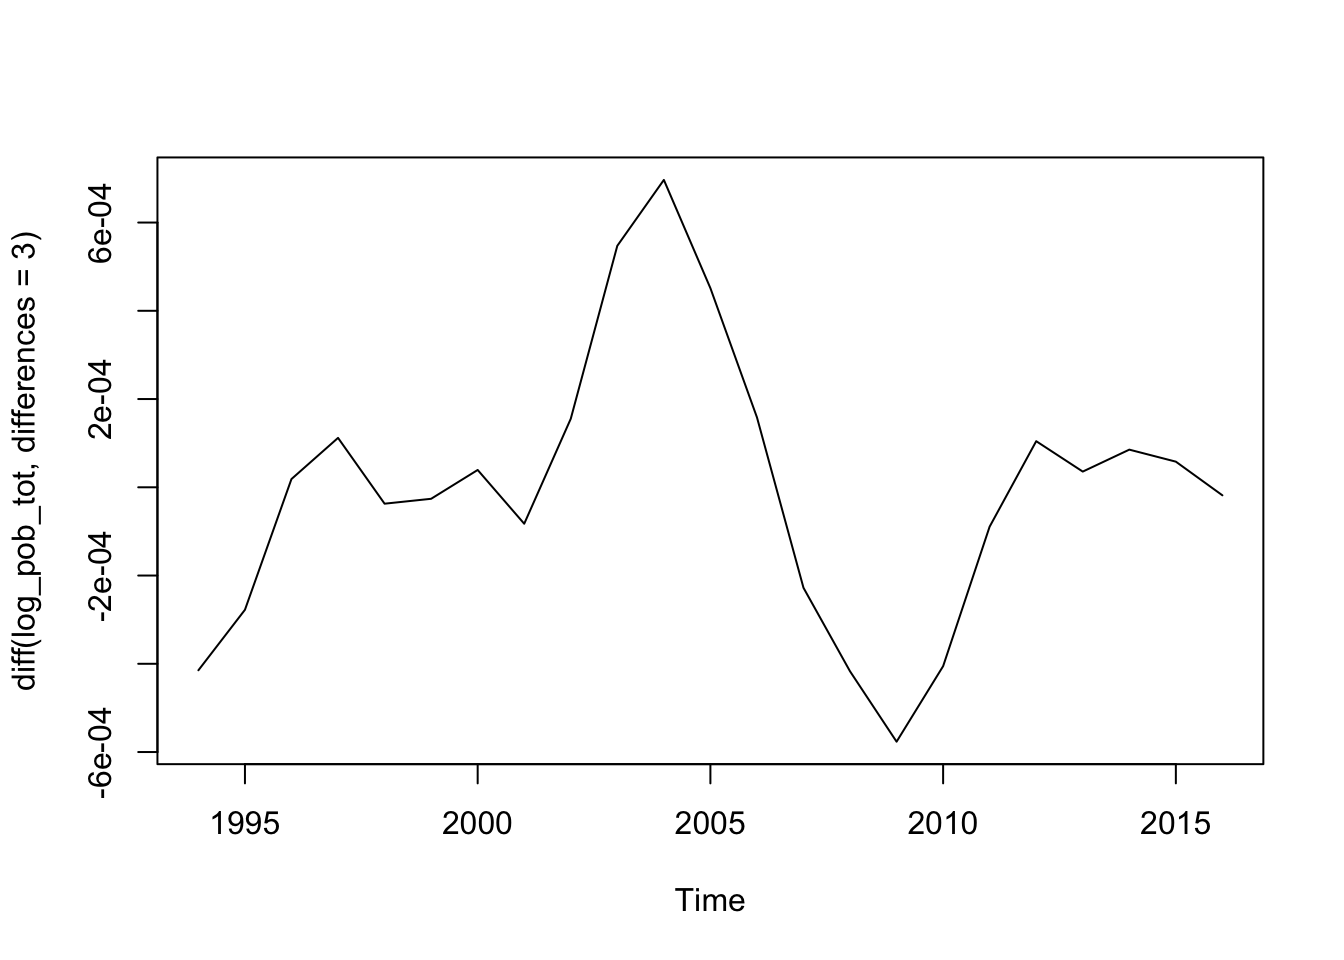 diff(log_pob_tot, differences = 3)
6e-04
2e-04
-2e-04
-6e-04
1995 2000 2005 2010 2015
Time